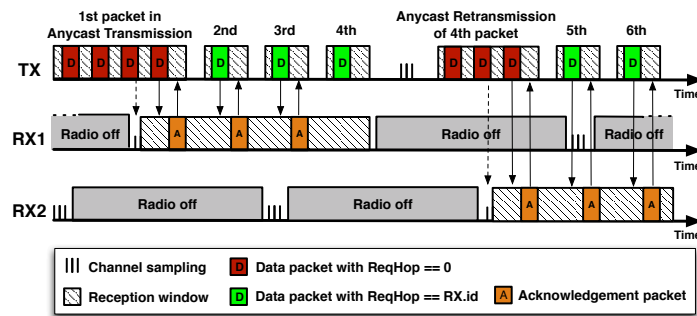 1st packet in
Anycast Transmission
2nd
3rd
4th
Anycast Retransmission
of 4th packet
5th
6th
TX
D D D D D D D D D D D D
Time
RX1
Radio off
A A A
Radio off
Radio off
Time
RX2
Radio off
Radio off
A A A
Time
Channel sampling
D Data packet with ReqHop == 0
Reception window
D Data packet with ReqHop == RX.id
A Acknowledgement packet